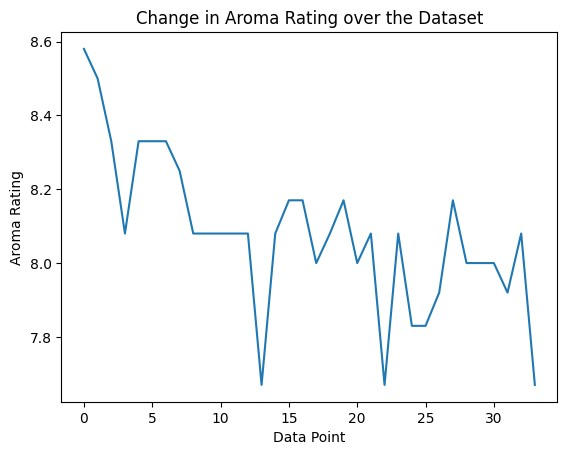 Change in Aroma Rating over the Dataset
8.6
8.4
8.2
8.0
7.8
Aroma Rating
0 5 10 15 20 25 30
Data Point